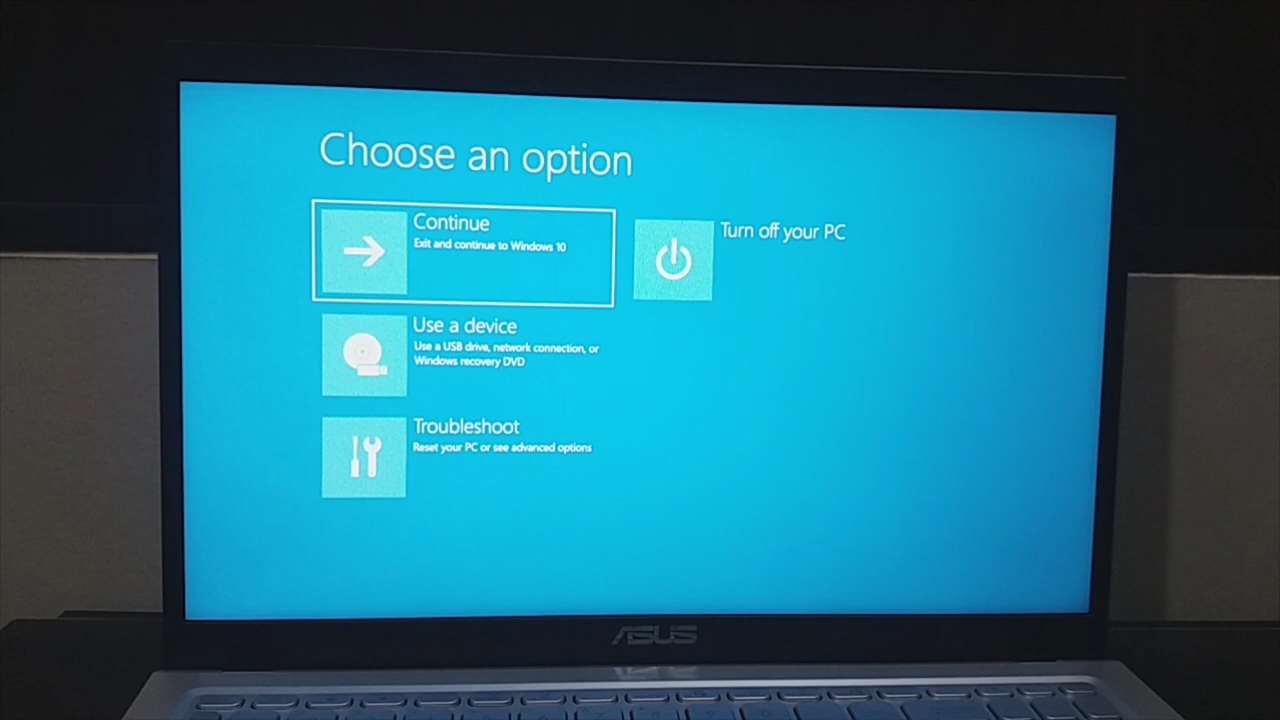 Choose an option
Continue
Exit and continue to Windows 10
Turn off your PC
Use a device
Use a USB drive, network connection, or
Windows recovery DVD
Troubleshoot
Reset your PC or see advanced options
ASUS